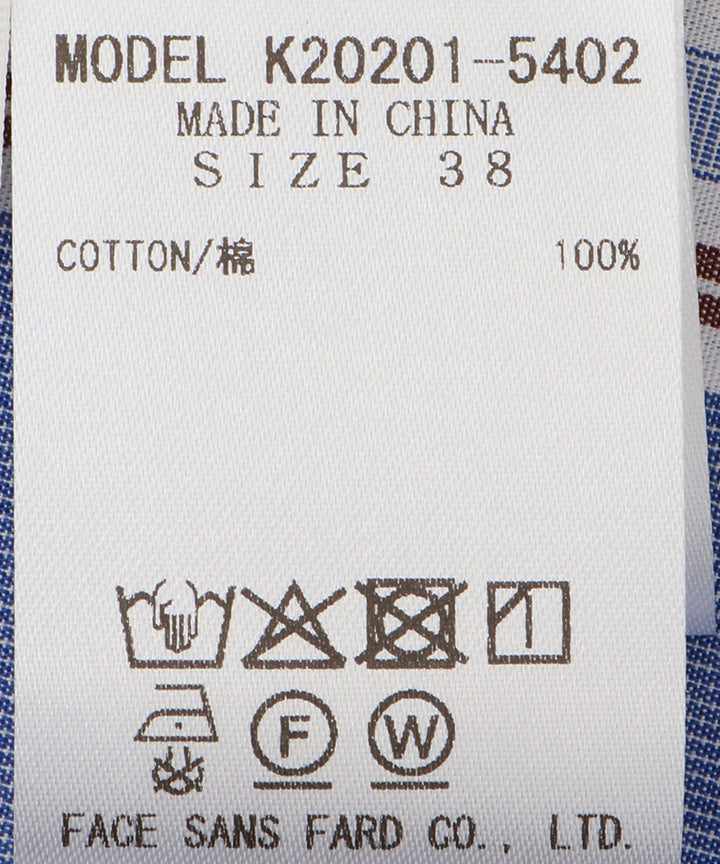 MODEL K20201-5402
MADE IN CHINA
SIZE 38
COTTON/棉 100%
F W
FACE SANS FARD CO., LTD.